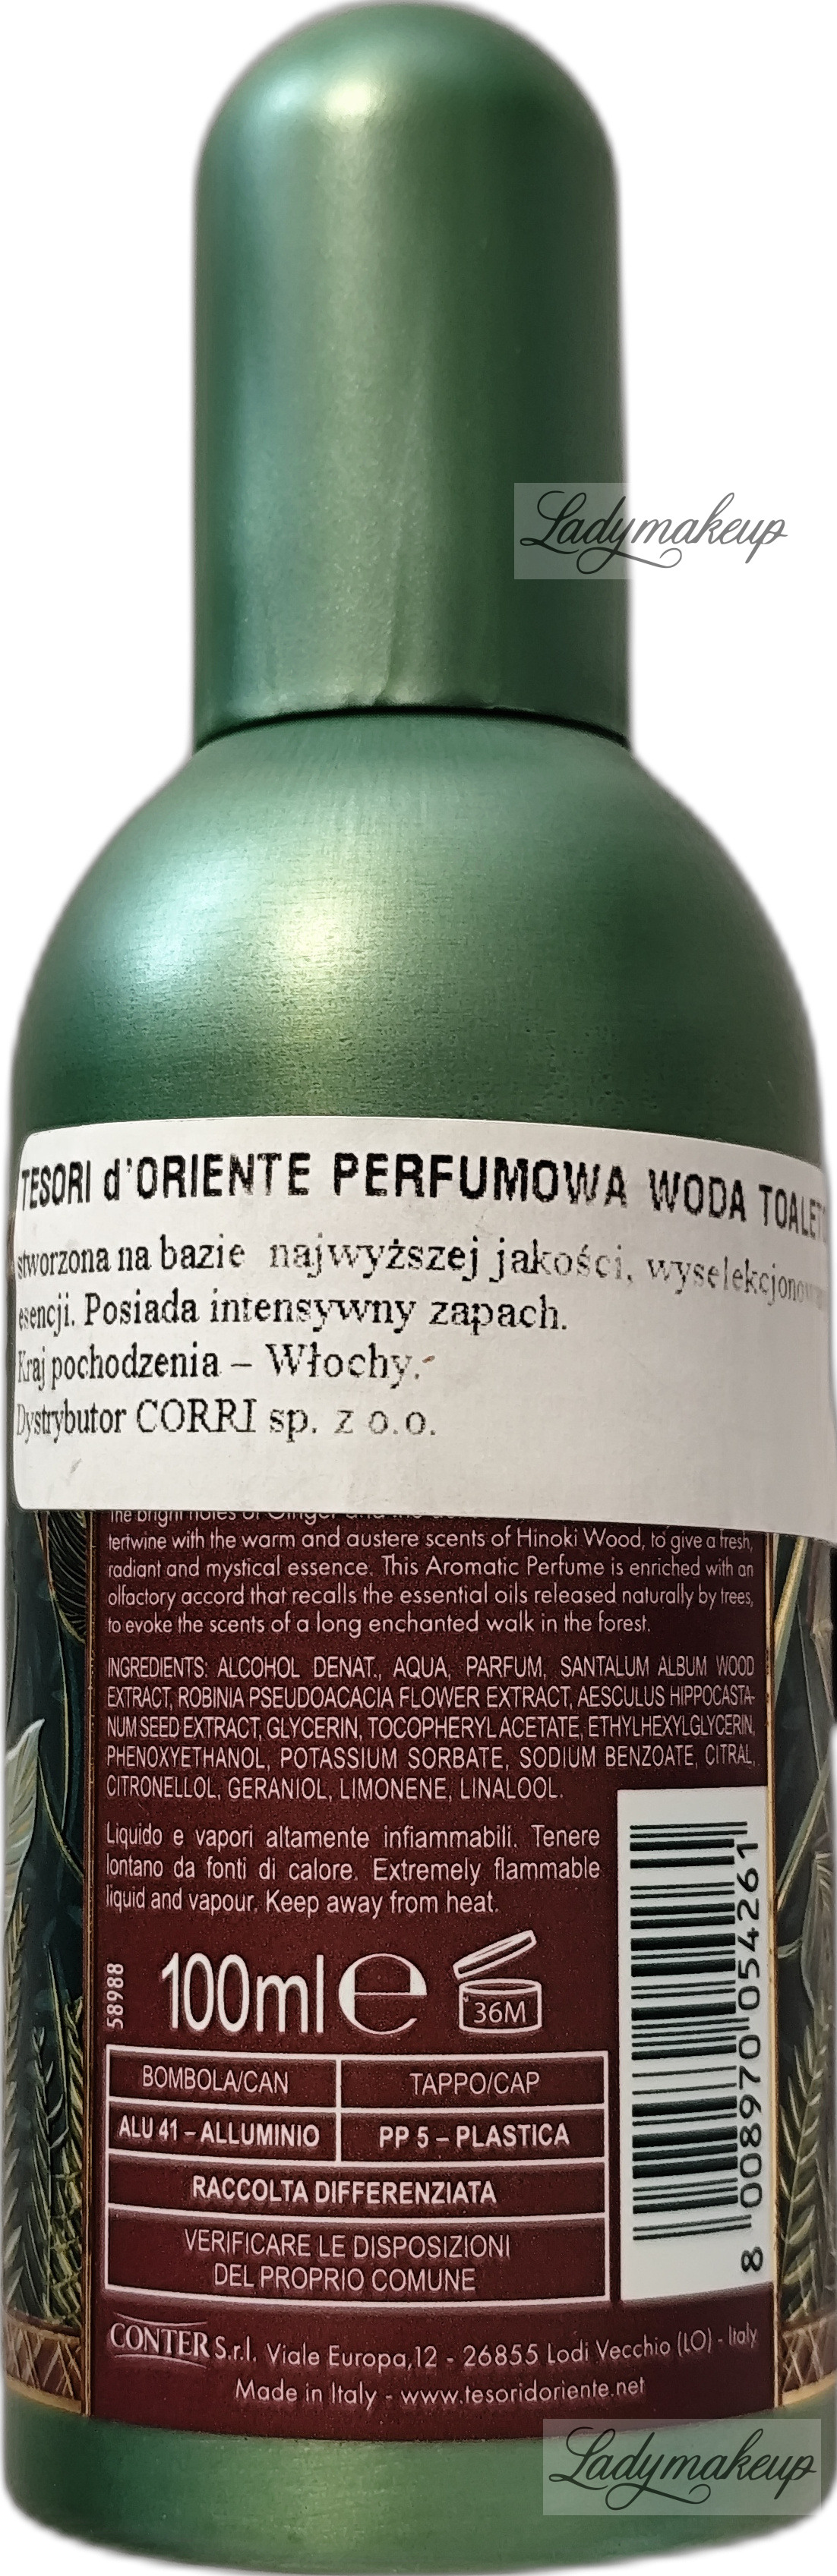 Ladymakeup
TESORI d'ORIENTE PERFUMOWA WODA
stworzona na bazie najwyższej jakości,
esencji. Posiada intensywny zapach.
Kraj pochodzenia – Włochy.
Dystrybutor CORRI sp. z o.o.
The bright notes of Ginger and the
tertwine with the warm and austere scents of Hinoki Wood, to give a fresh,
radiant and mystical essence. This Aromatic Perfume is enriched with an
olfactory accord that recalls the essential oils released naturally by trees,
to evoke the scents of a long enchanted walk in the forest.
INGREDIENTS: ALCOHOL DENAT., AQUA, PARFUM, SANTALUM ALBUM WOOD
EXTRACT, ROBINIA PSEUDOACACIA FLOWER EXTRACT, AESCULUS HIPPOCASTA-
NUM SEED EXTRACT, GLYCERIN, TOCOPHERYL ACETATE, ETHYLHEXYLGLYCERIN,
PHENOXYETHANOL, POTASSIUM SORBATE, SODIUM BENZOATE, CITRAL,
CITRONELLOL, GERANIOL, LIMONENE, LINALOOL.
Liquido e vapori altamente infiammabili. Tenere
lontano da fonti di calore. Extremely flammable
liquid and vapour. Keep away from heat.
58988
100ml e
36M
8 008970 054261
BOMBOLA/CAN TAPPO/CAP
ALU 41 – ALLUMINIO PP 5 – PLASTICA
RACCOLTA DIFFERENZIATA
VERIFICARE LE DISPOSIZIONI
DEL PROPRIO COMUNE
CONTER S.r.l. Viale Europa,12 - 26855 Lodi Vecchio (LO) - Italy
Made in Italy - www.tesoridoriente.net
Ladymakeup